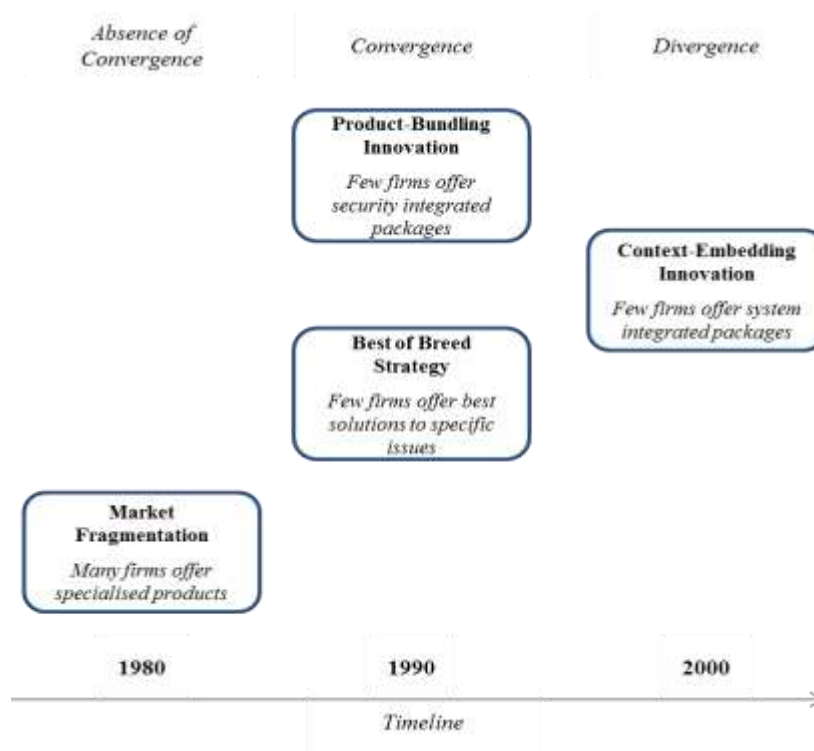 Absence of
Convergence
Convergence
Divergence
Product-Bundling
Innovation
Few firms offer
security integrated
packages
Context-Embedding
Innovation
Few firms offer system
integrated packages
Best of Breed
Strategy
Few firms offer best
solutions to specific
issues
Market
Fragmentation
Many firms offer
specialised products
1980
1990
2000
Timeline